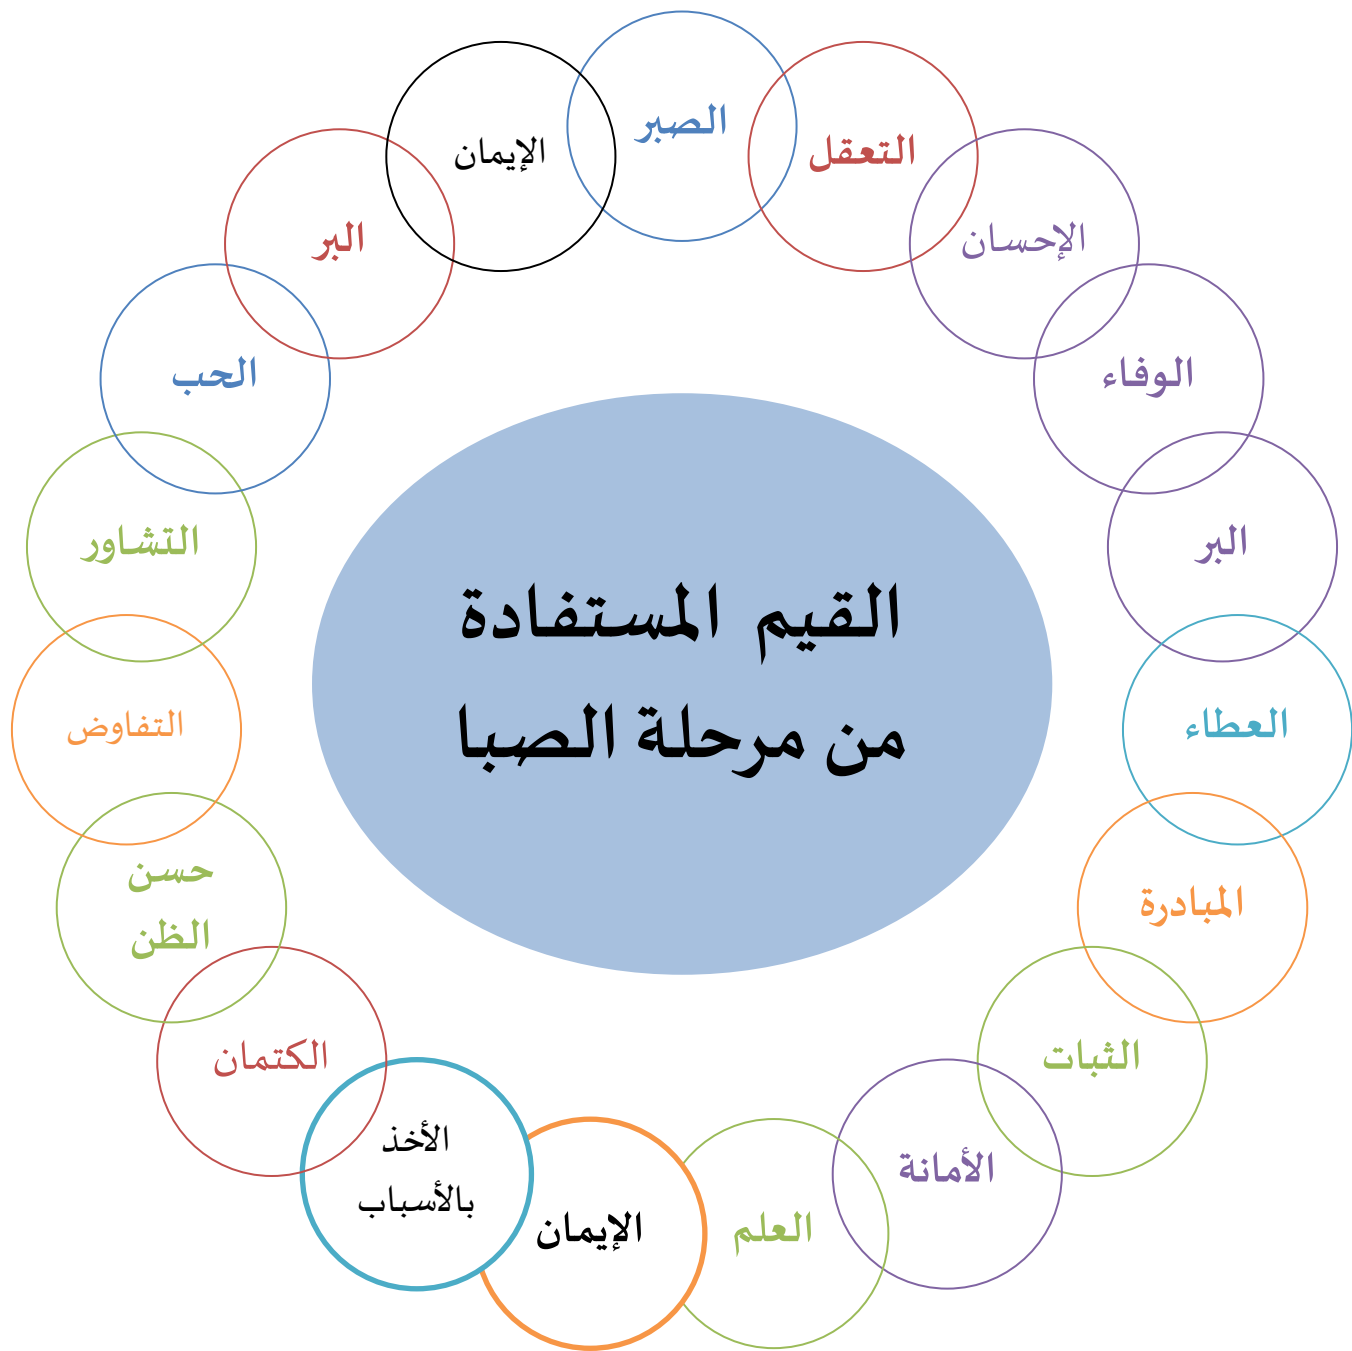 القيم المستفادة
من مرحلة الصبا
الصبر
التعقل
الإحسان
الوفاء
البر
العطاء
المبادرة
الثبات
الأمانة
العلم
الإيمان
الأخذ
بالأسباب
الكتمان
حسن
الظن
التفاوض
التشاور
الحب
البر
الإيمان